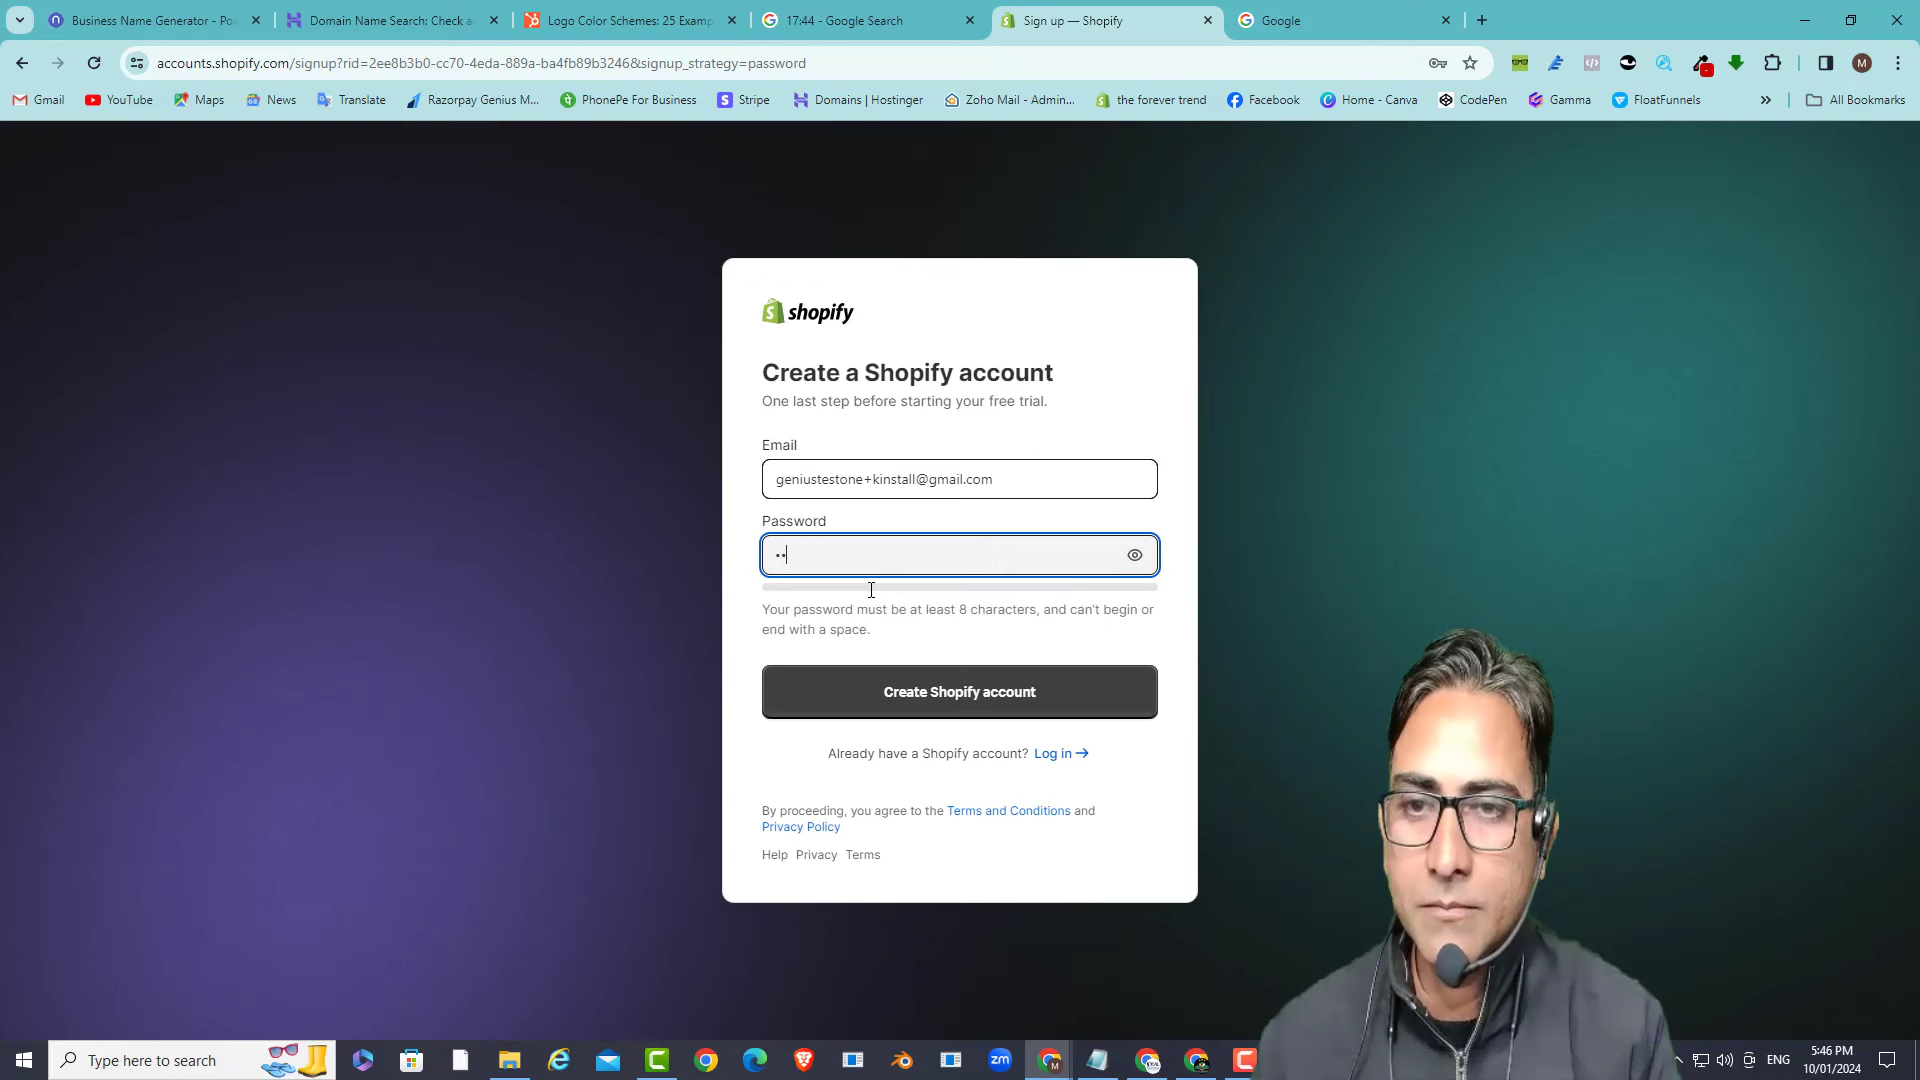 Business Name Generator - Po
Domain Name Search: Check a
Logo Color Schemes: 25 Examp
17:44 - Google Search
Sign up — Shopify
Google
accounts.shopify.com/signup?rid=2ee8b3b0-cc70-4eda-889a-ba4fb89b3246&signup_strategy=password
M
Gmail
YouTube
Maps
News
Translate
Razorpay Genius M...
PhonePe For Business
Stripe
Domains | Hostinger
Zoho Mail - Admin...
the forever trend
Facebook
Home - Canva
CodePen
Gamma
FloatFunnels
All Bookmarks
shopify
Create a Shopify account
One last step before starting your free trial.
Email
geniustestone+kinstall@gmail.com
Password
Your password must be at least 8 characters, and can't begin or
end with a space.
Create Shopify account
Already have a Shopify account? Log in →
By proceeding, you agree to the Terms and Conditions and
Privacy Policy
Help Privacy Terms
Type here to search
zm
ENG
5:46 PM
10/01/2024